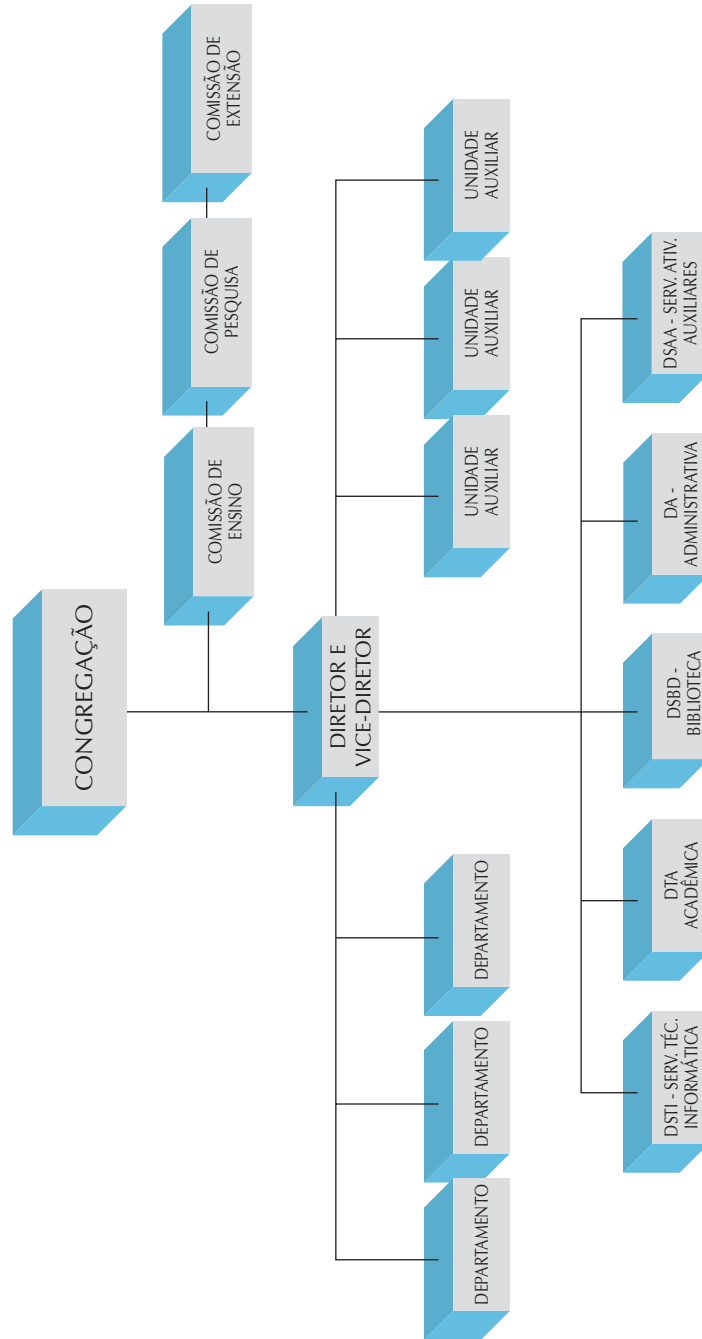 CONGREGAÇÃO
COMISSÃO DE
ENSINO
COMISSÃO DE
PESQUISA
COMISSÃO DE
EXTENSÃO
DIRETOR E
VICE-DIRETOR
DEPARTAMENTO
DEPARTAMENTO
DEPARTAMENTO
UNIDADE
AUXILIAR
UNIDADE
AUXILIAR
UNIDADE
AUXILIAR
DSTI - SERV. TÉC.
INFORMÁTICA
DTA
ACADÊMICA
DSBD -
BIBLIOTECA
DA -
ADMINISTRATIVA
DSAA - SERV. ATIV.
AUXILIARES